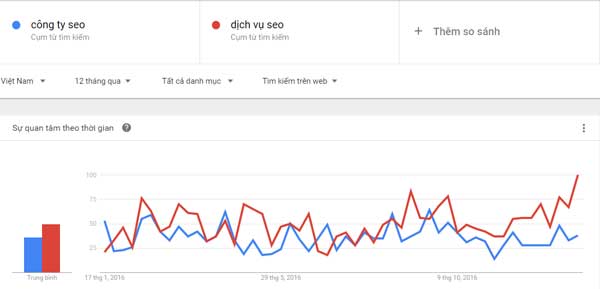 công ty seo
Cụm từ tìm kiếm
dịch vụ seo
Cụm từ tìm kiếm
+ Thêm so sánh
Việt Nam
12 tháng qua
Tất cả danh mục
Tìm kiếm trên web
Sự quan tâm theo thời gian
100
75
50
25
Trung bình
17 thg 1, 2016
29 thg 5, 2016
9 thg 10, 2016